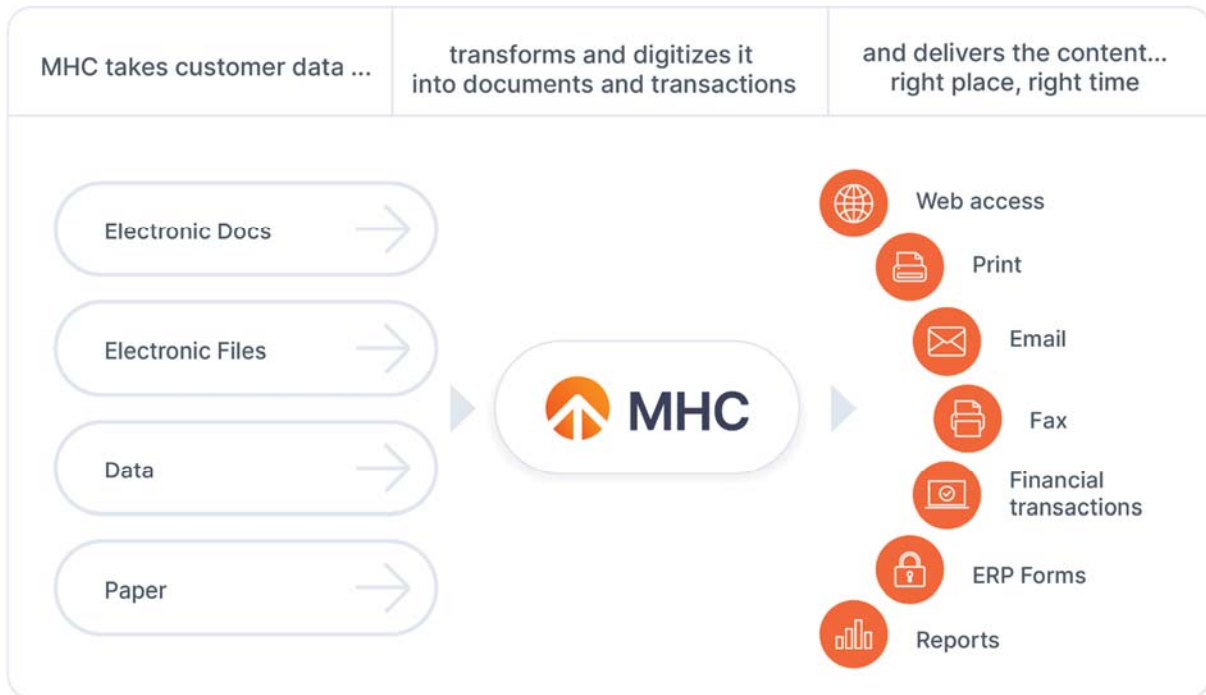 MHC takes customer data ...
transforms and digitizes it
into documents and transactions
and delivers the content...
right place, right time
Electronic Docs
Electronic Files
Data
Paper
MHC
Web access
Print
Email
Fax
Financial
transactions
ERP Forms
Reports